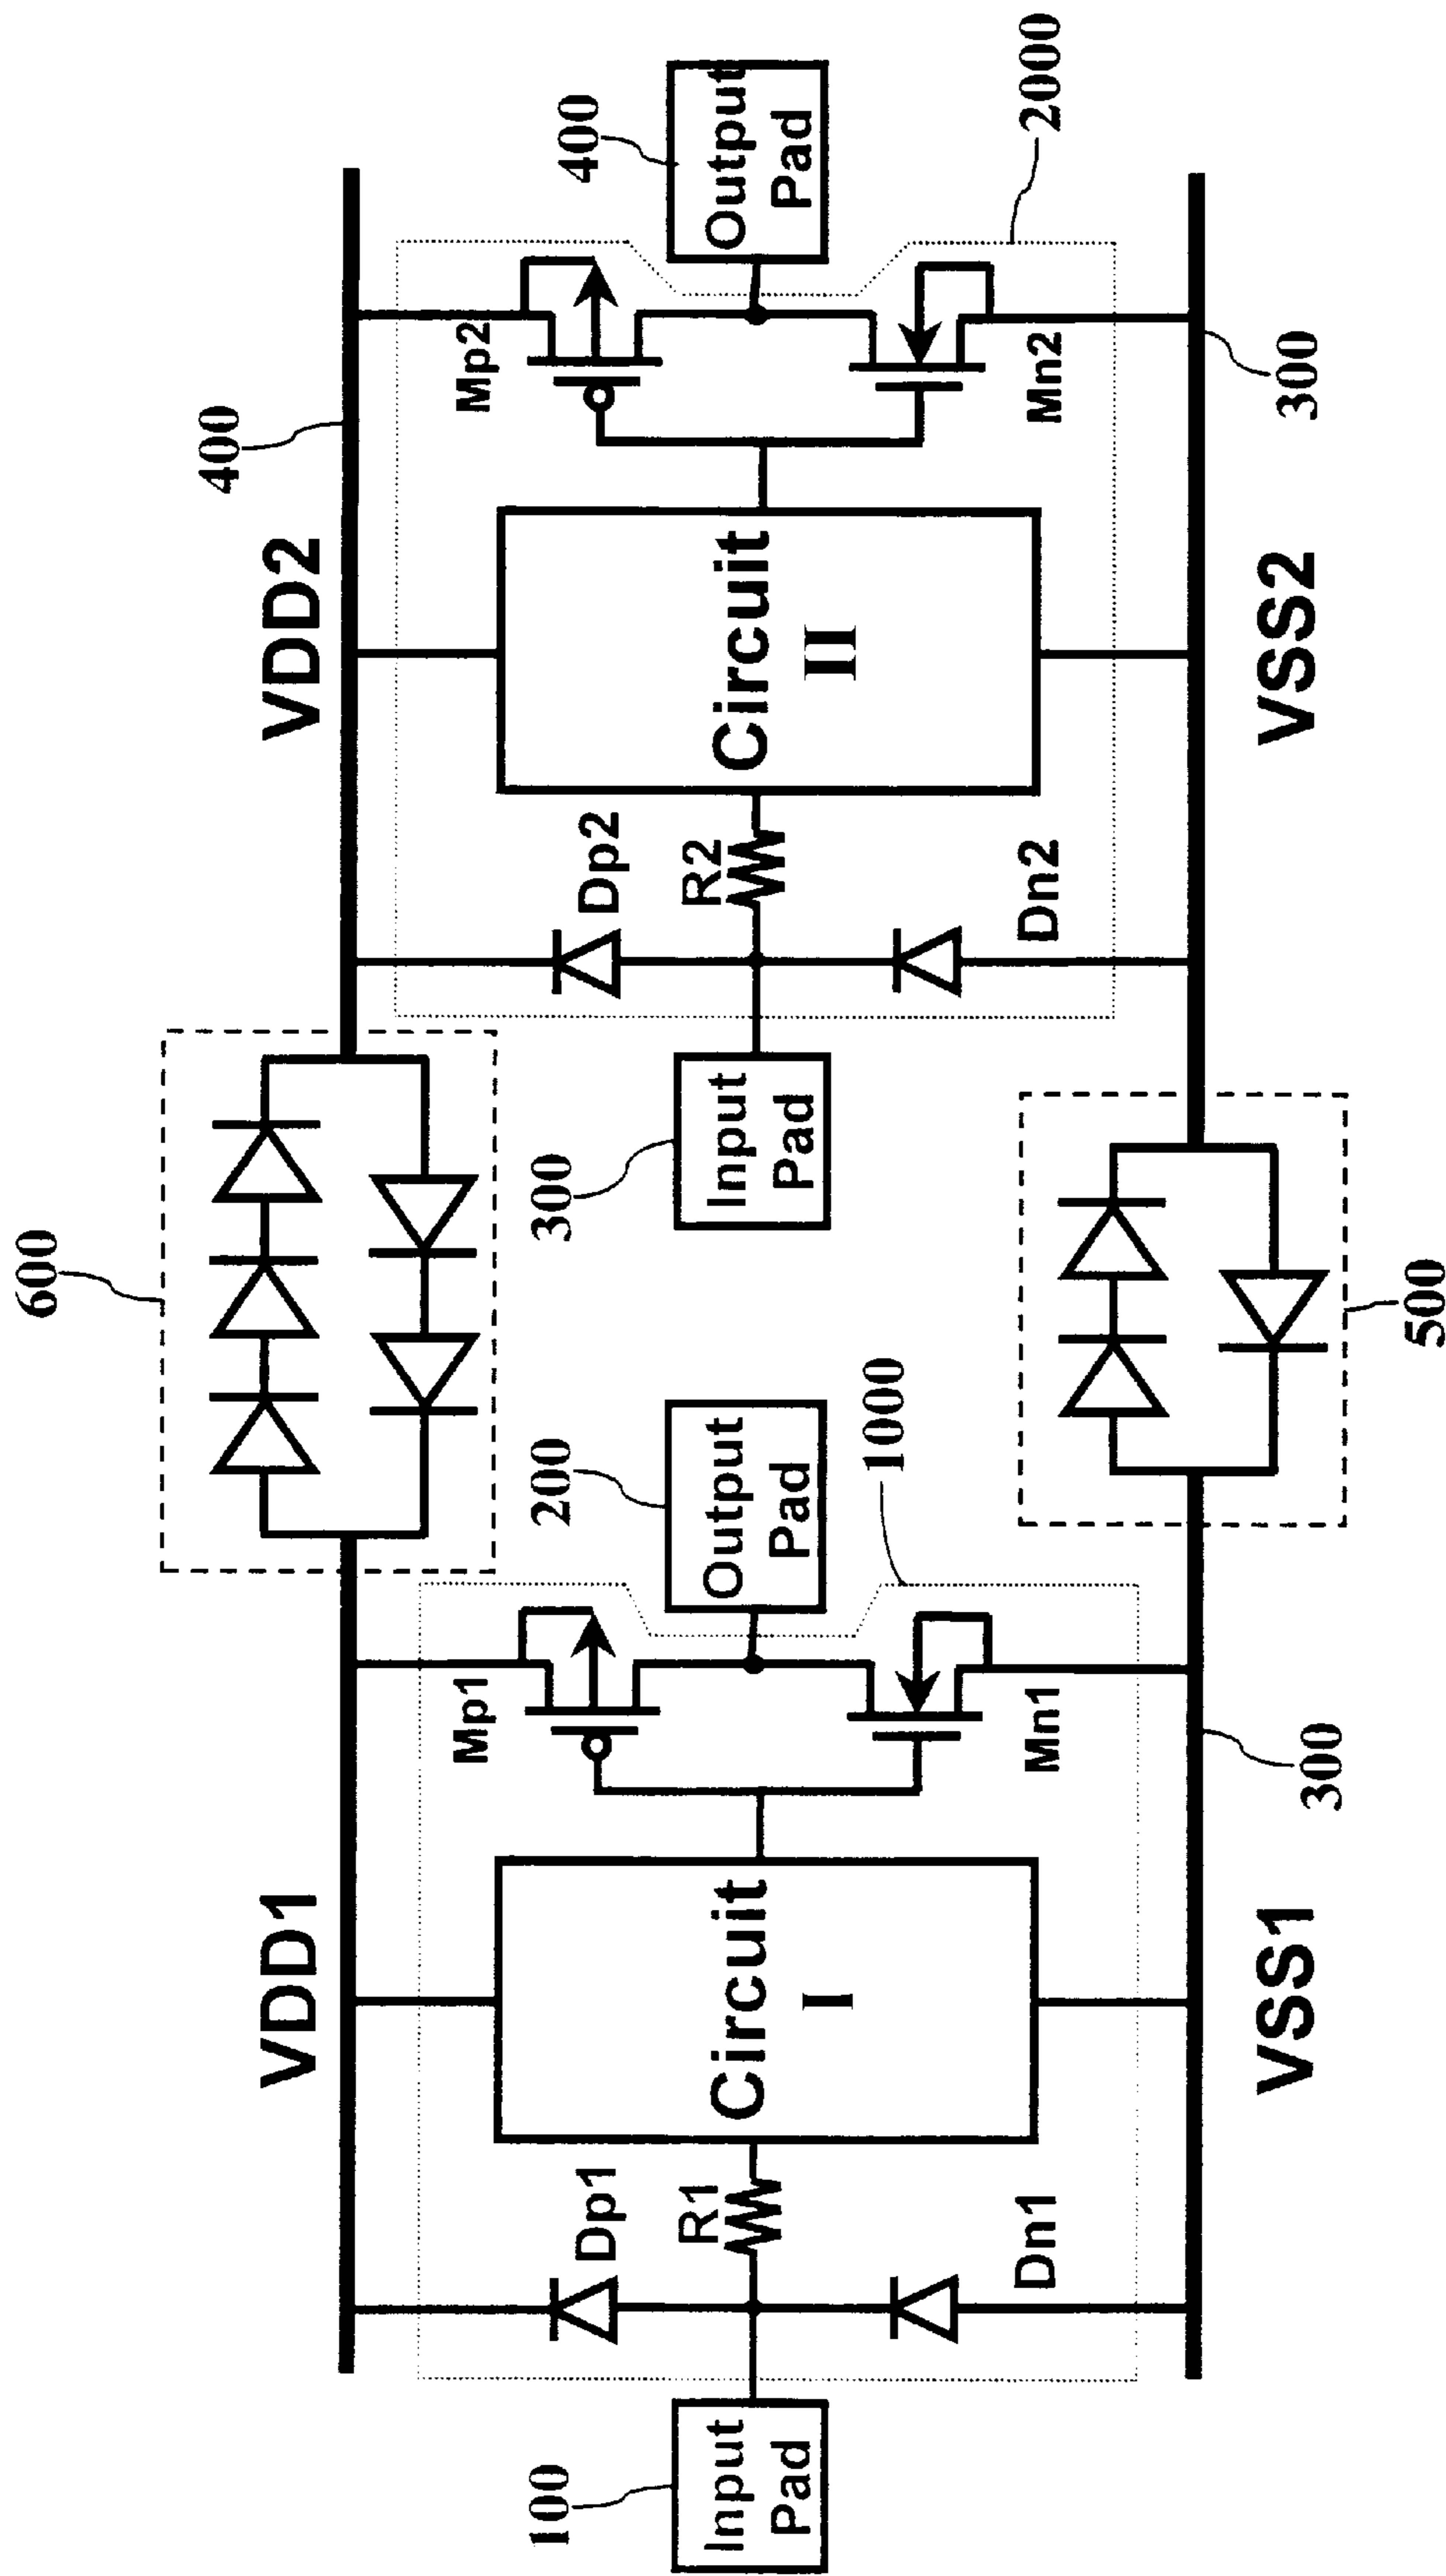 600
VDD1
VDD2
400
Mp1
Mp2
Dp1
Dp2
100
200
300
400
R1
R2
Input
Pad
Circuit
I
Output
Pad
Input
Pad
Circuit
II
Output
Pad
1000
2000
Dn1
Mn1
Dn2
Mn2
VSS1
300
500
VSS2
300